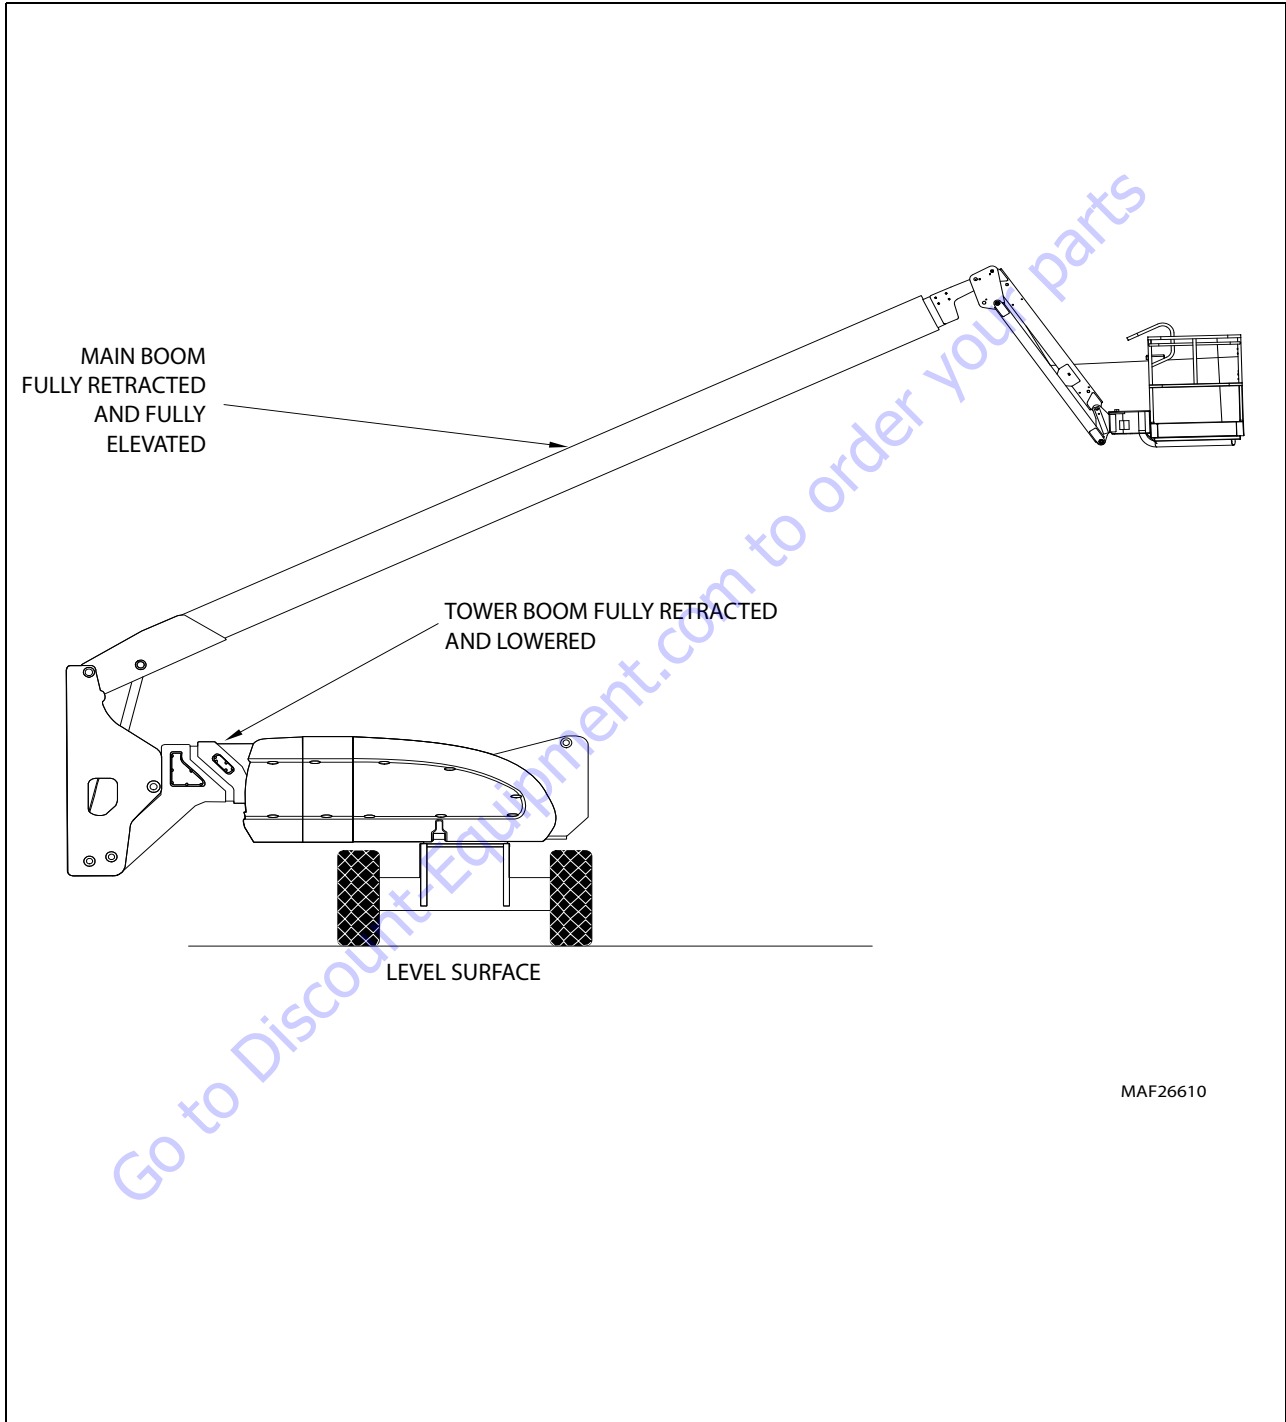 MAIN BOOM
FULLY RETRACTED
AND FULLY
ELEVATED
TOWER BOOM FULLY RETRACTED
AND LOWERED
LEVEL SURFACE
MAF26610
Go to Discount-Equipment.com to order your parts